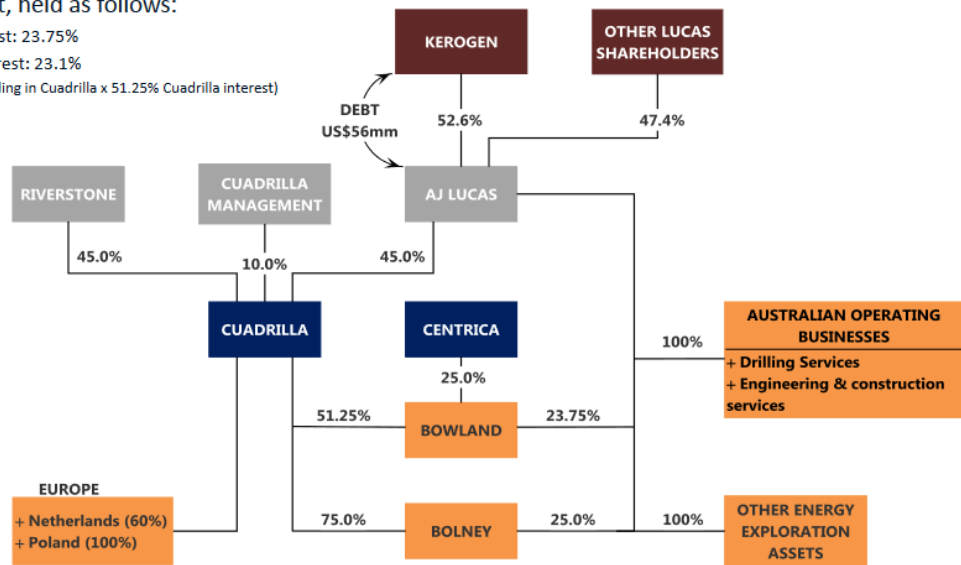 t, held as follows:
st: 23.75%
rest: 23.1%
ling in Cuadrilla x 51.25% Cuadrilla interest)
KEROGEN
OTHER LUCAS
SHAREHOLDERS
DEBT
US$56mm
52.6%
47.4%
RIVERSTONE
CUADRILLA
MANAGEMENT
AJ LUCAS
45.0%
10.0%
45.0%
CUADRILLA
CENTRICA
AUSTRALIAN OPERATING
BUSINESSES
+ Drilling Services
+ Engineering & construction
services
100%
25.0%
51.25%
BOWLAND
23.75%
EUROPE
+ Netherlands (60%)
+ Poland (100%)
75.0%
BOLNEY
25.0%
100%
OTHER ENERGY
EXPLORATION
ASSETS